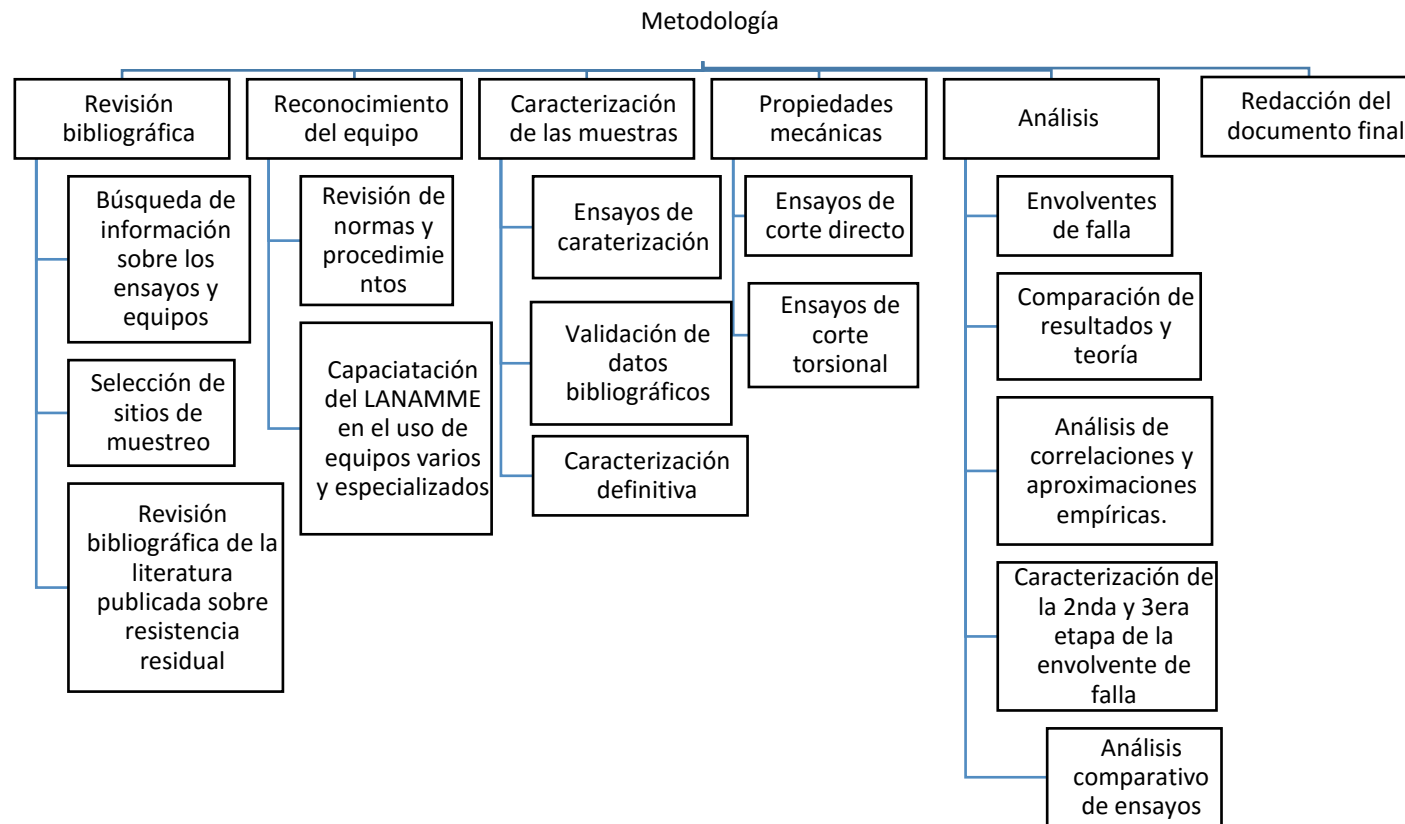 Metodología
Revisión
bibliográfica
Búsqueda de
información
sobre los
ensayos y
equipos
Selección de
sitios de
muestreo
Revisión
bibliográfica de la
literatura
publicada sobre
resistencia
residual
Reconocimiento
del equipo
Revisión de
normas y
procedimie
ntos
Capaciatación
del LANAMME
en el uso de
equipos varios
y especializados
Caracterización
de las muestras
Ensayos de
caraterización
Validación de
datos
bibliográficos
Caracterización
definitiva
Propiedades
mecánicas
Ensayos de
corte directo
Ensayos de
corte
torsional
Análisis
Envolventes
de falla
Comparación de
resultados y
teoría
Análisis de
correlaciones y
aproximaciones
empíricas.
Caracterización de
la 2nda y 3era
etapa de la
envolvente de
falla
Análisis
comparativo
de ensayos
Redacción del
documento final